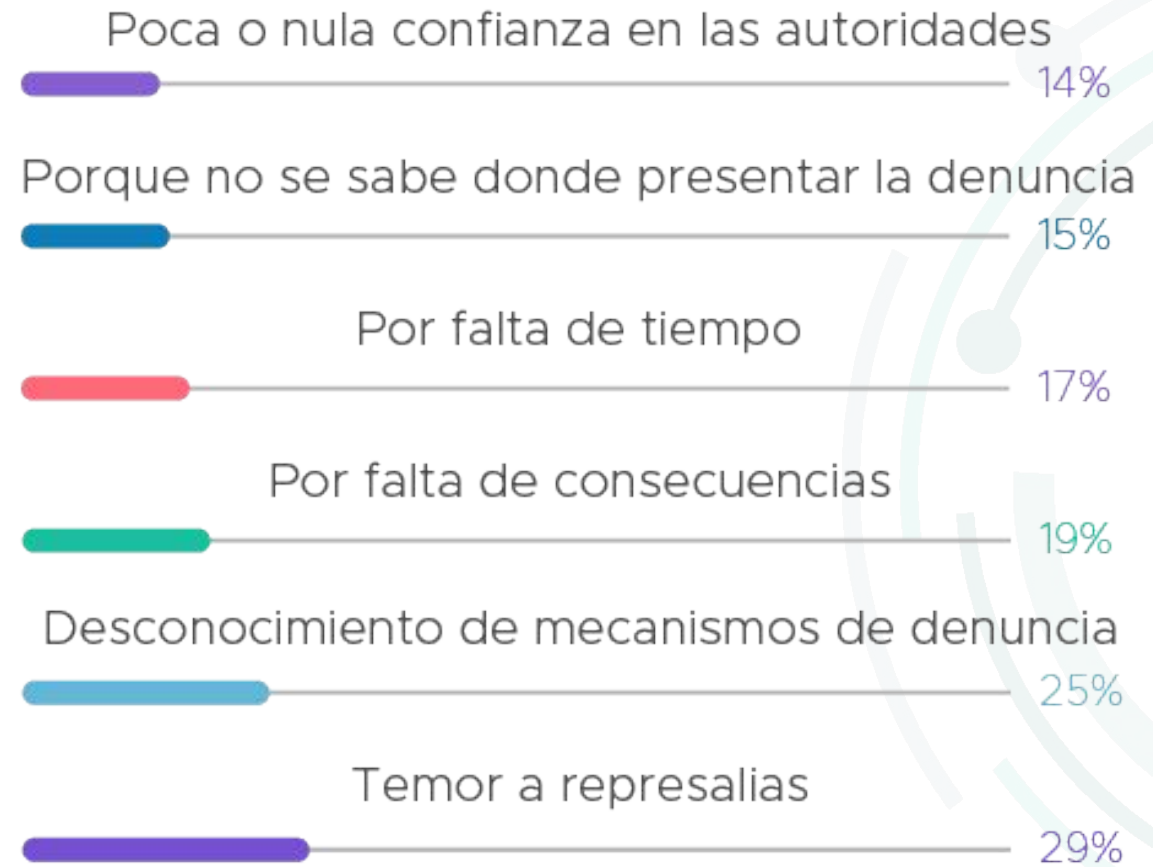 Poca o nula confianza en las autoridades
14%
Porque no se sabe donde presentar la denuncia
15%
Por falta de tiempo
17%
Por falta de consecuencias
19%
Desconocimiento de mecanismos de denuncia
25%
Temor a represalias
29%